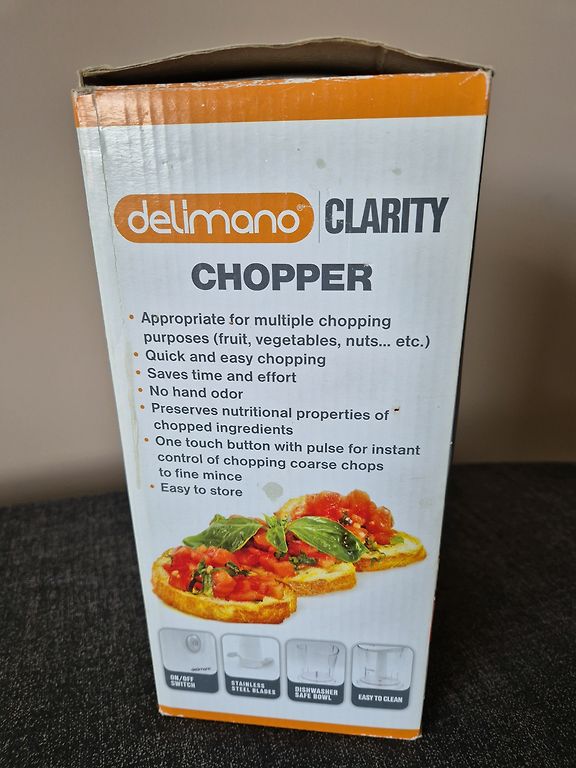 delimano® CLARITY
CHOPPER
• Appropriate for multiple chopping
purposes (fruit, vegetables, nuts... etc.)
• Quick and easy chopping
• Saves time and effort
• No hand odor
• Preserves nutritional properties of
chopped ingredients
• One touch button with pulse for instant
control of chopping coarse chops
to fine mince
• Easy to store
delimano
ON/OFF
SWITCH
STAINLESS
STEEL BLADES
DISHWASHER
SAFE BOWL
EASY TO CLEAN